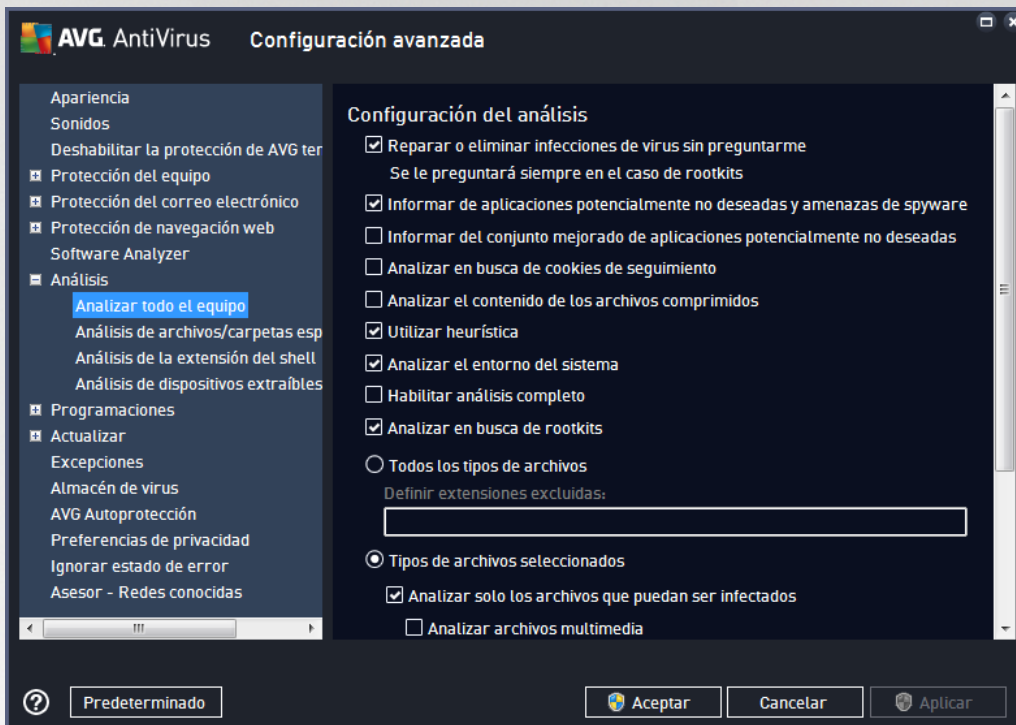 AVG. AntiVirus Configuración avanzada
Apariencia
Sonidos
Deshabilitar la protección de AVG ter
Protección del equipo
Protección del correo electrónico
Protección de navegación web
Software Analyzer
Análisis
Analizar todo el equipo
Análisis de archivos/carpetas esp
Análisis de la extensión del shell
Análisis de dispositivos extraíbles
Programaciones
Actualizar
Excepciones
Almacén de virus
AVG Autoprotección
Preferencias de privacidad
Ignorar estado de error
Asesor - Redes conocidas
Configuración del análisis
Reparar o eliminar infecciones de virus sin preguntarme
Se le preguntará siempre en el caso de rootkits
Informar de aplicaciones potencialmente no deseadas y amenazas de spyware
Informar del conjunto mejorado de aplicaciones potencialmente no deseadas
Analizar en busca de cookies de seguimiento
Analizar el contenido de los archivos comprimidos
Utilizar heurística
Analizar el entorno del sistema
Habilitar análisis completo
Analizar en busca de rootkits
Todos los tipos de archivos
Definir extensiones excluidas:
Tipos de archivos seleccionados
Analizar solo los archivos que puedan ser infectados
Analizar archivos multimedia
? Predeterminado Aceptar Cancelar Aplicar